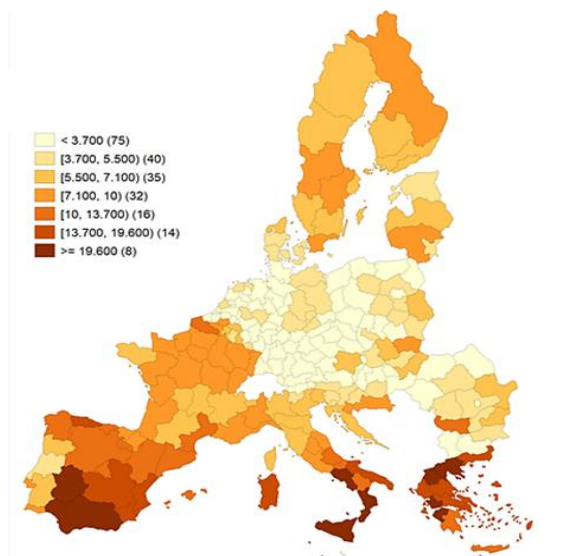 < 3.700 (75)
[3.700, 5.500) (40)
[5.500, 7.100) (35)
[7.100, 10) (32)
[10, 13.700) (16)
[13.700, 19.600) (14)
>= 19.600 (8)